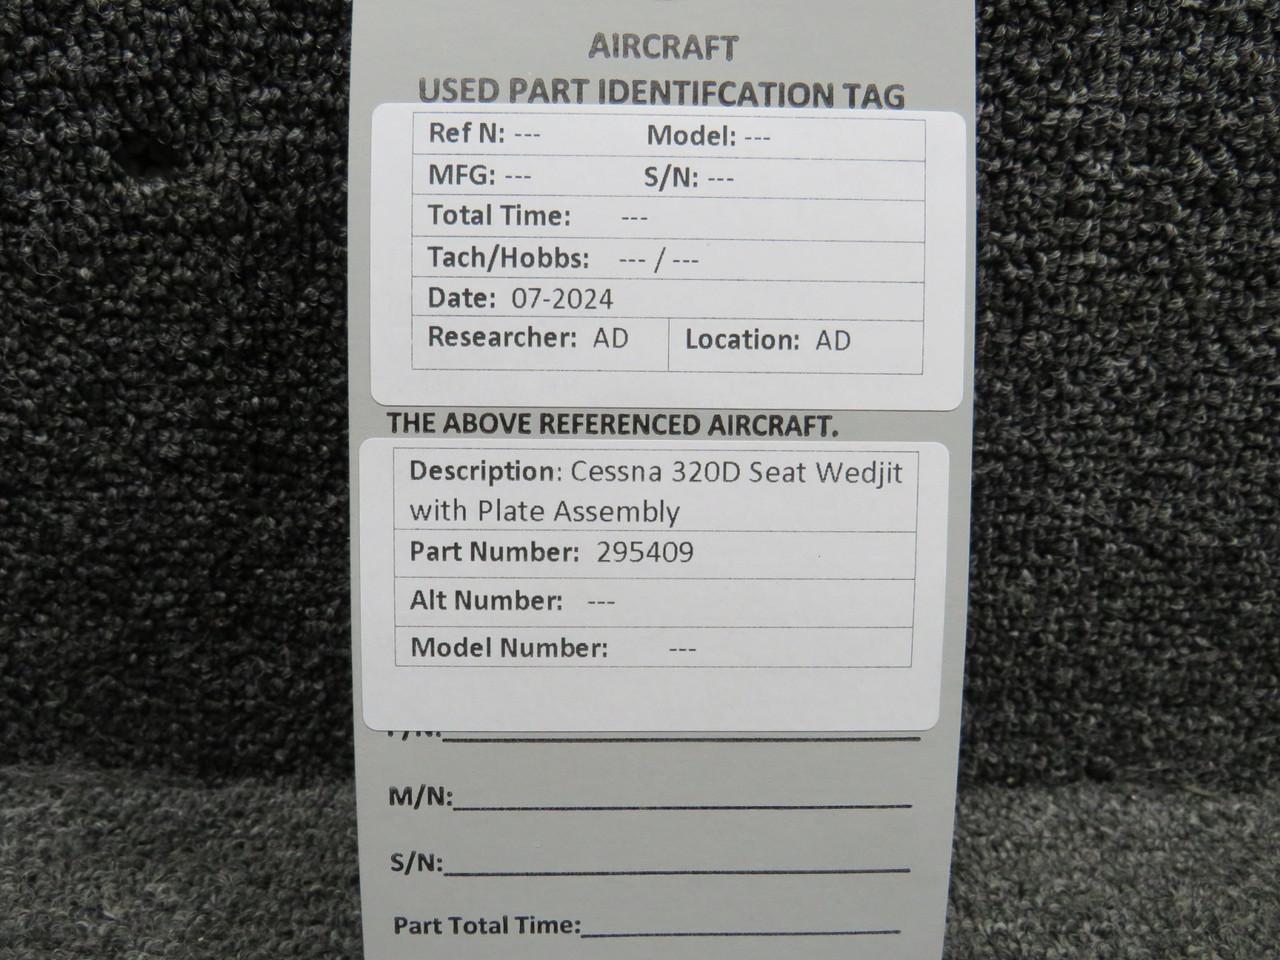 AIRCRAFT
USED PART IDENTIFCATION TAG
Ref N: --- Model: ---
MFG: --- S/N: ---
Total Time: ---
Tach/Hobbs: --- / ---
Date: 07-2024
Researcher: AD Location: AD
THE ABOVE REFERENCED AIRCRAFT.
Description: Cessna 320D Seat Wedjit
with Plate Assembly
Part Number: 295409
Alt Number: ---
Model Number: ---
P/N:
M/N:
S/N:
Part Total Time: